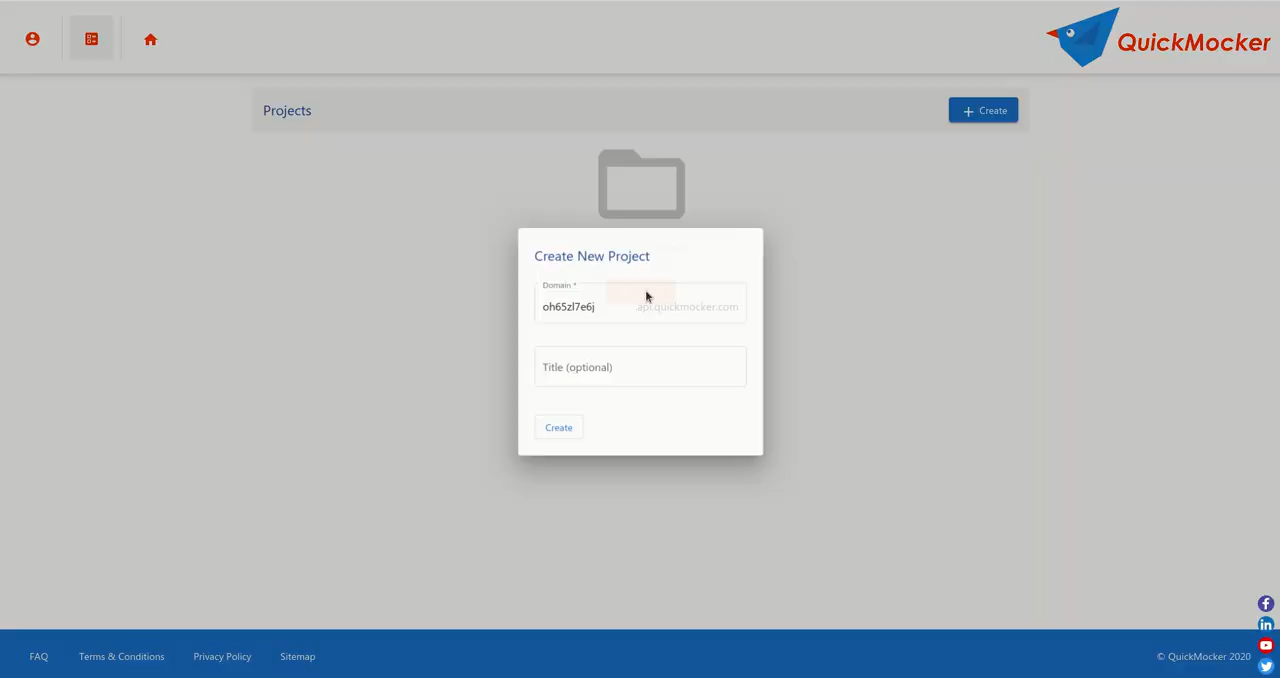 QuickMocker
Projects
+ Create
Create New Project
Domain *
oh65zl7e6j .api.quickmocker.com
Title (optional)
Create
FAQ Terms & Conditions Privacy Policy Sitemap © QuickMocker 2020